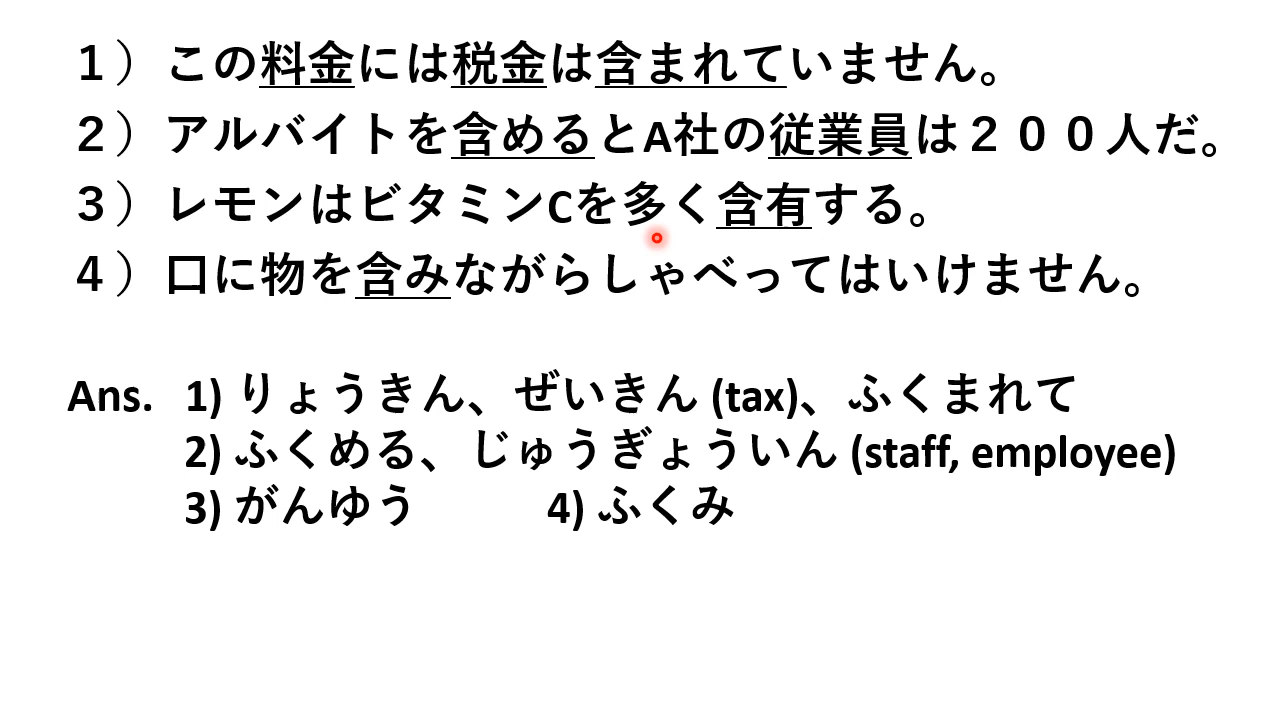 １）この料金には税金は含まれていません。
２）アルバイトを含めるとA社の従業員は２００人だ。
３）レモンはビタミンCを多く含有する。
４）口に物を含みながらしゃべってはいけません。
Ans. 1) りょうきん、ぜいきん (tax)、ふくまれて
2) ふくめる、じゅうぎょういん (staff, employee)
3) がんゆう 4) ふくみ